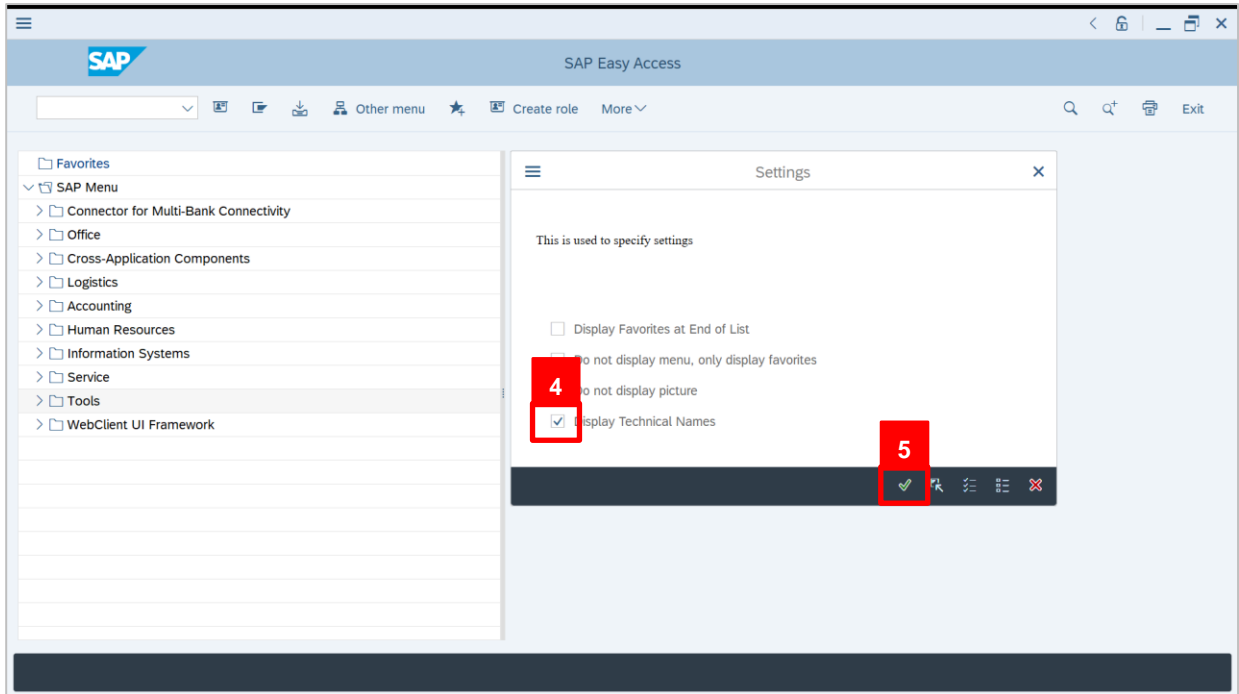 SAP
SAP Easy Access
Other menu
Create role
More
Exit
Favorites
SAP Menu
Connector for Multi-Bank Connectivity
Office
Cross-Application Components
Logistics
Accounting
Human Resources
Information Systems
Service
Tools
WebClient UI Framework
Settings
This is used to specify settings
Display Favorites at End of List
Do not display menu, only display favorites
4
Do not display picture
Display Technical Names
5